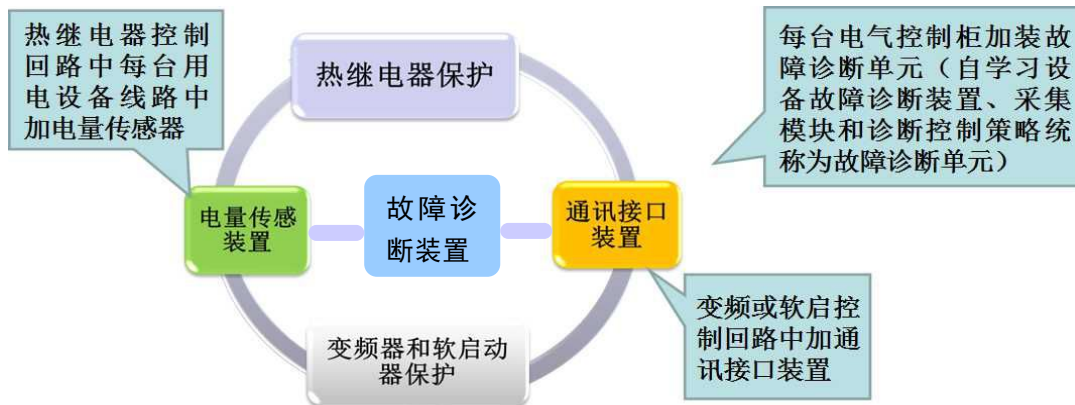 热继电器控制
回路中每台用
电设备线路中
加电量传感器
热继电器保护
每台电气控制柜加装故
障诊断单元（自学习设
备故障诊断装置、采集
模块和诊断控制策略统
称为故障诊断单元）
电量传感
装置
故障诊
断装置
通讯接口
装置
变频器和软启动
器保护
变频或软启控
制回路中加通
讯接口装置